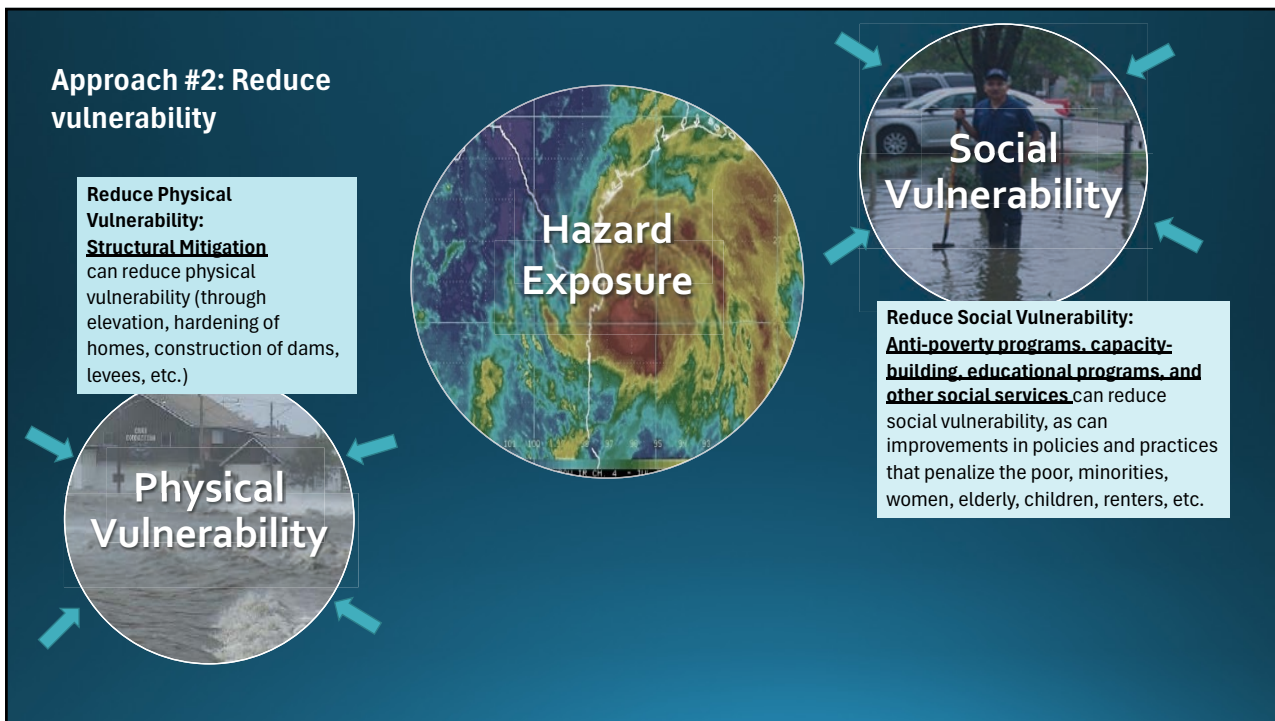 Approach #2: Reduce
vulnerability
Reduce Physical
Vulnerability:
Structural Mitigation
can reduce physical
vulnerability (through
elevation, hardening of
homes, construction of dams,
levees, etc.)
Physical
Vulnerability
Hazard
Exposure
Social
Vulnerability
Reduce Social Vulnerability:
Anti-poverty programs, capacity-
building, educational programs, and
other social services can reduce
social vulnerability, as can
improvements in policies and practices
that penalize the poor, minorities,
women, elderly, children, renters, etc.